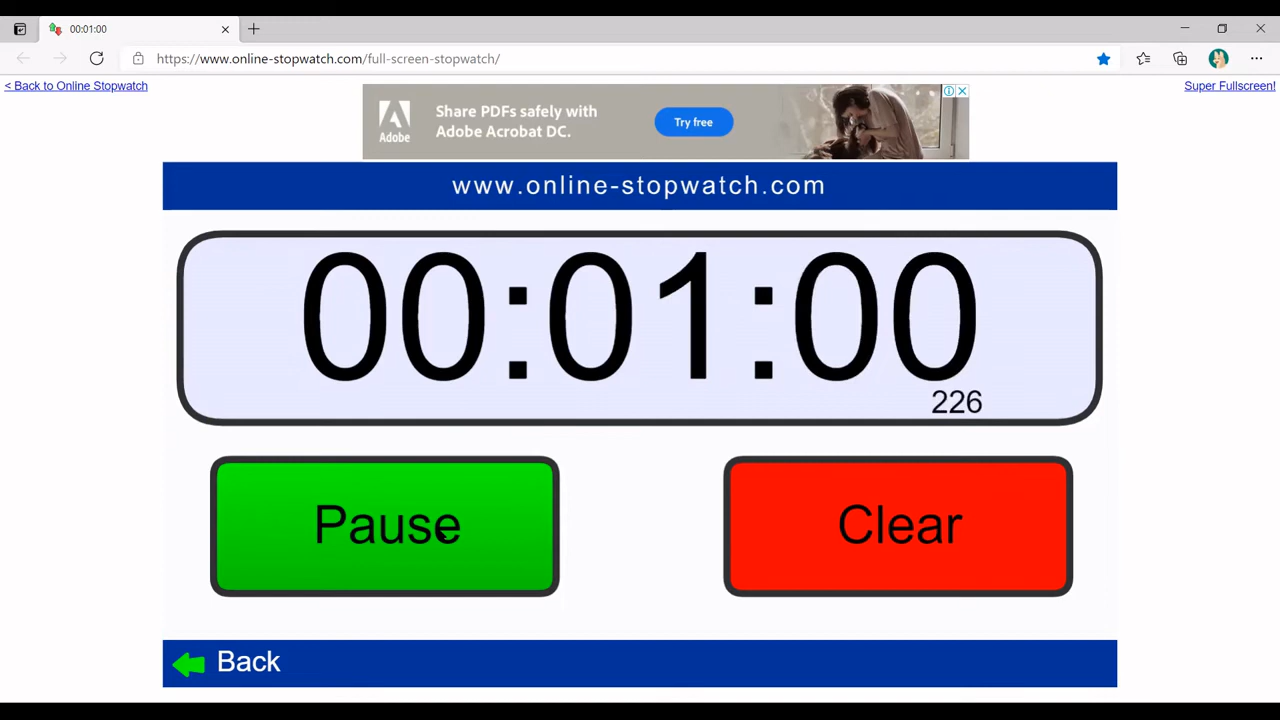 00:01:00
https://www.online-stopwatch.com/full-screen-stopwatch/
< Back to Online Stopwatch
Super Fullscreen!
Adobe
Share PDFs safely with
Adobe Acrobat DC.
Try free
www.online-stopwatch.com
00:01:00
226
Pause
Clear
Back